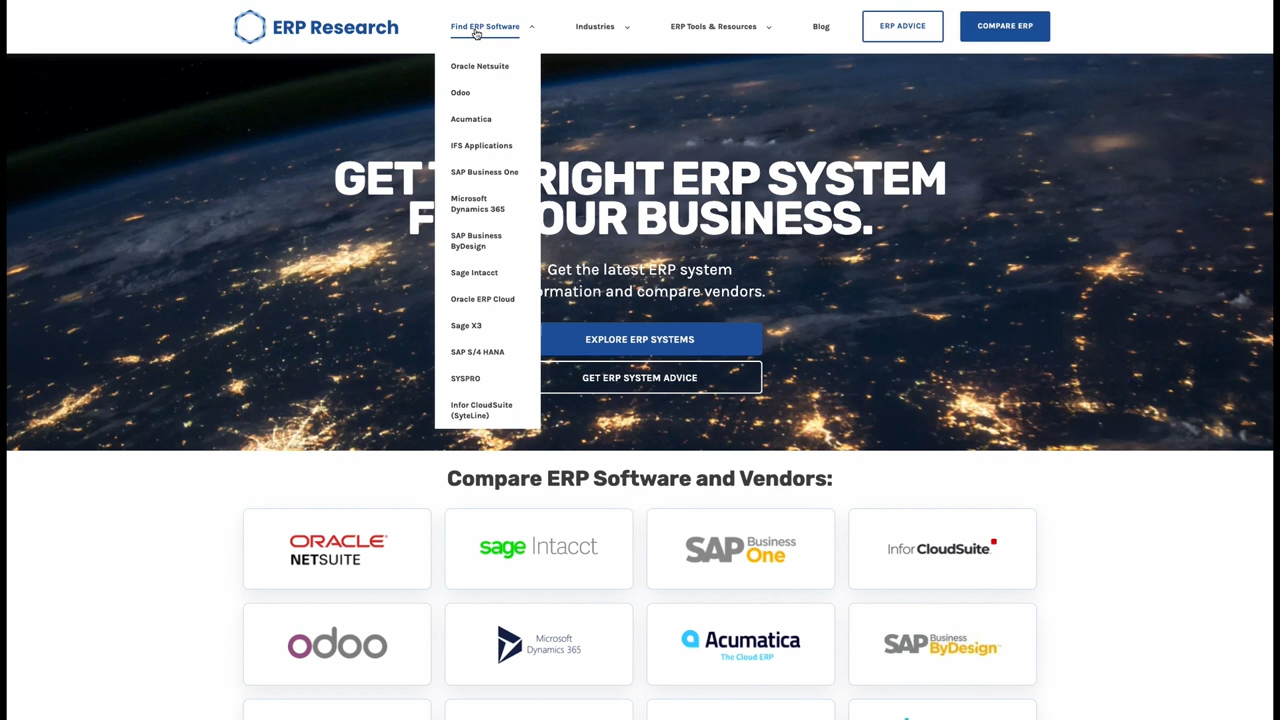 ERP Research
Find ERP Software
Industries
ERP Tools & Resources
Blog
ERP ADVICE
COMPARE ERP
Oracle Netsuite
Odoo
Acumatica
IFS Applications
SAP Business One
Microsoft
Dynamics 365
SAP Business
ByDesign
Sage Intacct
Oracle ERP Cloud
Sage X3
SAP S/4 HANA
SYSPRO
Infor CloudSuite
(SyteLine)
GET RIGHT ERP SYSTEM
F OUR BUSINESS.
Get the latest ERP system
ormation and compare vendors.
EXPLORE ERP SYSTEMS
GET ERP SYSTEM ADVICE
Compare ERP Software and Vendors:
ORACLE
NETSUITE
sage Intacct
SAP Business
One
Infor CloudSuite
odoo
Microsoft
Dynamics 365
Acumatica
The Cloud ERP
SAP Business
ByDesign